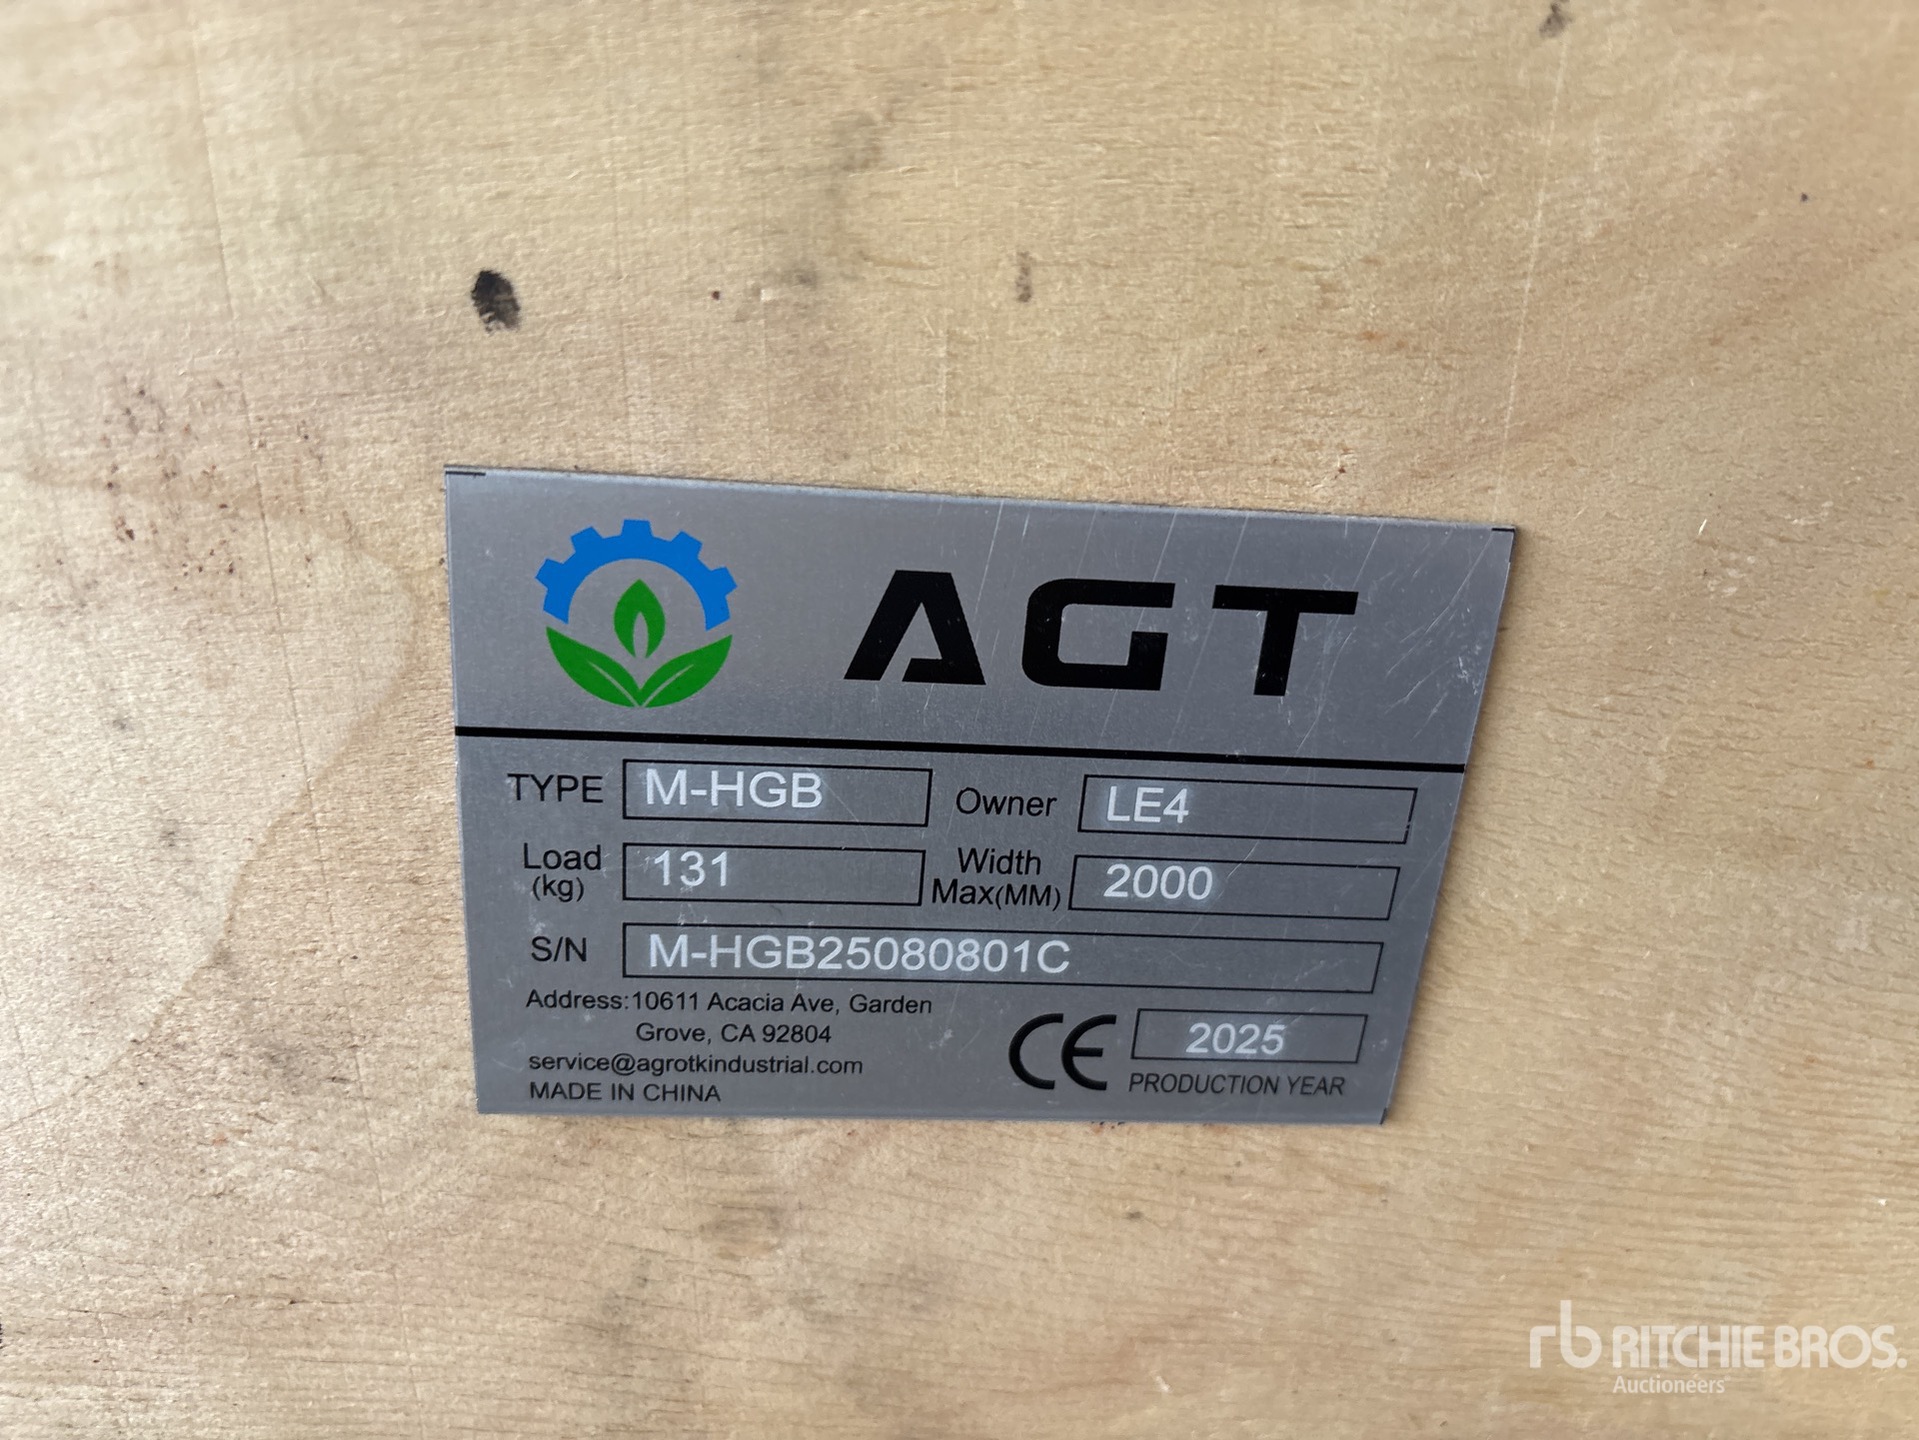 AGT
TYPE M-HGB Owner LE4
Load (kg) 131 Width Max(MM) 2000
S/N M-HGB25080801C
Address:10611 Acacia Ave, Garden
Grove, CA 92804
service@agrotkindustrial.com
MADE IN CHINA
CE 2025
PRODUCTION YEAR
rb RITCHIE BROS.
Auctioneers